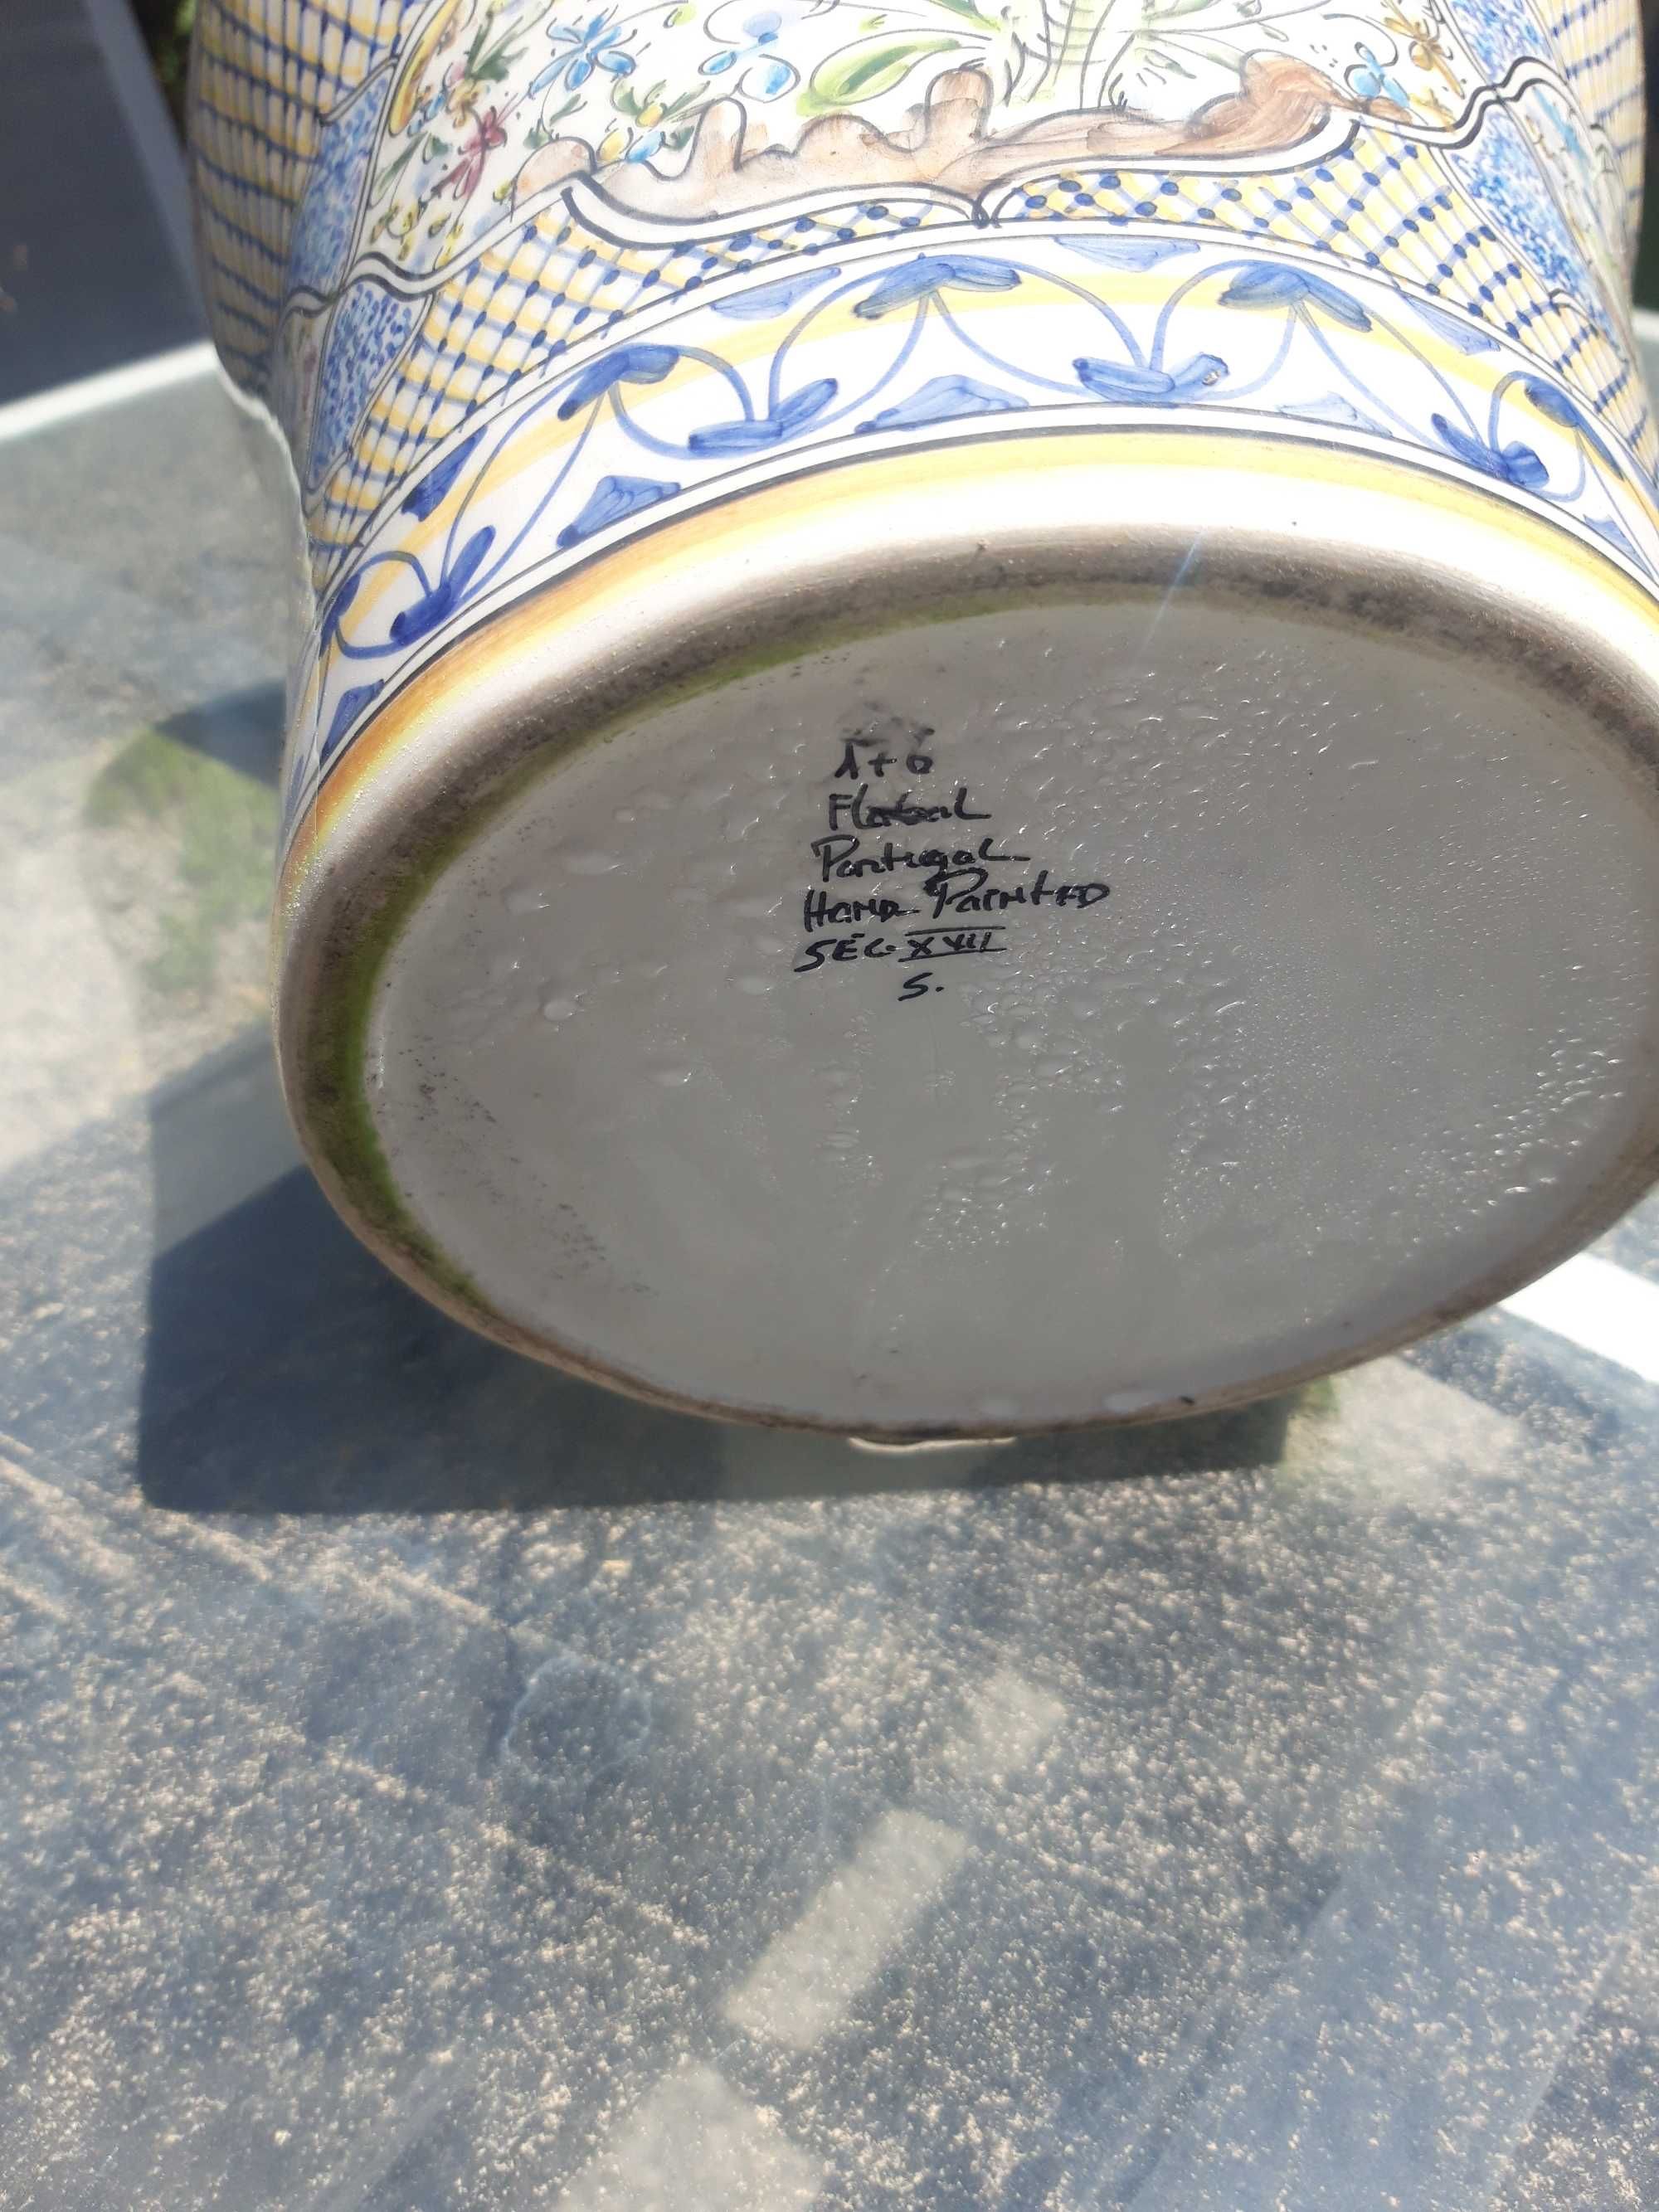 Portugal
Hand Painted
SEC. XVII
S.